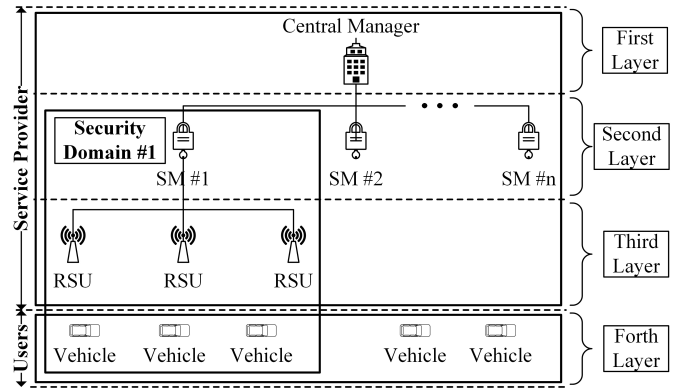 Central Manager
First
Layer
Service Provider
Security
Domain #1
SM #1
SM #2
SM #n
Second
Layer
RSU
RSU
RSU
Third
Layer
Users
Vehicle
Vehicle
Vehicle
Vehicle
Vehicle
Forth
Layer